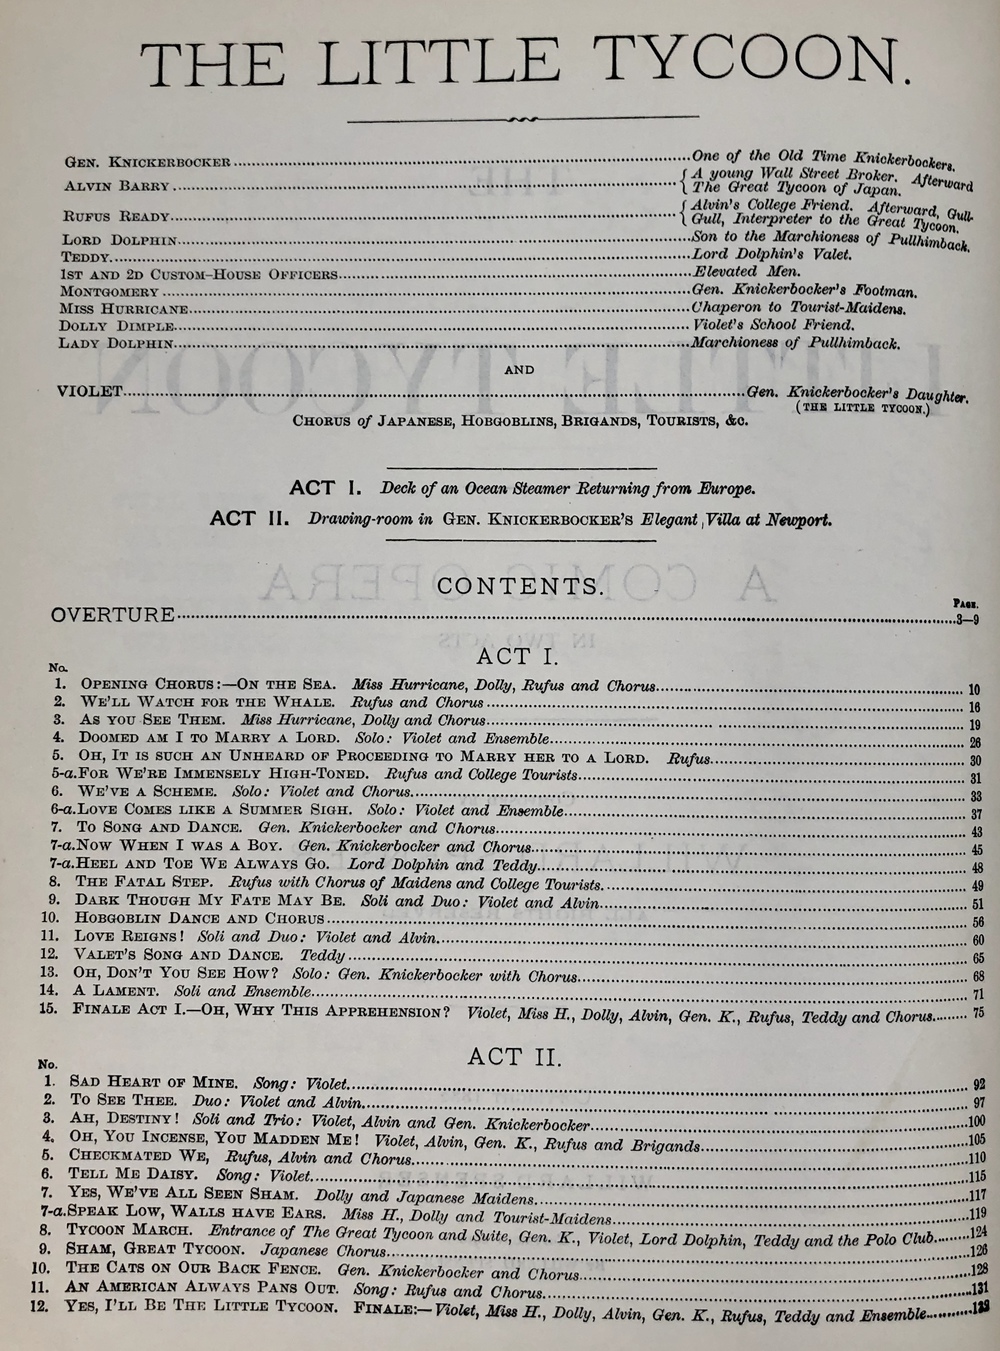 THE LITTLE TYCOON.
GEN. KNICKERBOCKER........One of the Old Time Knickerbockers.
ALVIN BARRY........{ A young Wall Street Broker. Afterward
{ The Great Tycoon of Japan.
RUFUS READY........{ Alvin's College Friend. Afterward, Gull-
{ Gull, Interpreter to the Great Tycoon.
LORD DOLPHIN........Son to the Marchioness of Pullhimback.
TEDDY........Lord Dolphin's Valet.
1ST AND 2D CUSTOM-HOUSE OFFICERS........Elevated Men.
MONTGOMERY........Gen. Knickerbocker's Footman.
MISS HURRICANE........Chaperon to Tourist-Maidens.
DOLLY DIMPLE........Violet's School Friend.
LADY DOLPHIN........Marchioness of Pullhimback.
AND
VIOLET........Gen. Knickerbocker's Daughter.
(THE LITTLE TYCOON.)
CHORUS of JAPANESE, HOBGOBLINS, BRIGANDS, TOURISTS, &c.
ACT I. Deck of an Ocean Steamer Returning from Europe.
ACT II. Drawing-room in GEN. KNICKERBOCKER'S Elegant Villa at Newport.
CONTENTS.
PAGE.
OVERTURE........3—9
ACT I.
No.
1. OPENING CHORUS:—ON THE SEA. Miss Hurricane, Dolly, Rufus and Chorus........10
2. WE'LL WATCH FOR THE WHALE. Rufus and Chorus........16
3. AS YOU SEE THEM. Miss Hurricane, Dolly and Chorus........19
4. DOOMED AM I TO MARRY A LORD. Solo: Violet and Ensemble........26
5. OH, IT IS SUCH AN UNHEARD OF PROCEEDING TO MARRY HER TO A LORD. Rufus........30
5-a. FOR WE'RE IMMENSELY HIGH-TONED. Rufus and College Tourists........31
6. WE'VE A SCHEME. Solo: Violet and Chorus........33
6-a. LOVE COMES LIKE A SUMMER SIGH. Solo: Violet and Ensemble........37
7. TO SONG AND DANCE. Gen. Knickerbocker and Chorus........43
7-a. NOW WHEN I WAS A BOY. Gen. Knickerbocker and Chorus........45
7-a. HEEL AND TOE WE ALWAYS GO. Lord Dolphin and Teddy........48
8. THE FATAL STEP. Rufus with Chorus of Maidens and College Tourists........49
9. DARK THOUGH MY FATE MAY BE. Soli and Duo: Violet and Alvin........51
10. HOBGOBLIN DANCE AND CHORUS........56
11. LOVE REIGNS! Soli and Duo: Violet and Alvin........60
12. VALET'S SONG AND DANCE. Teddy........65
13. OH, DON'T YOU SEE HOW? Solo: Gen. Knickerbocker with Chorus........68
14. A LAMENT. Soli and Ensemble........71
15. FINALE ACT I.—OH, WHY THIS APPREHENSION? Violet, Miss H., Dolly, Alvin, Gen. K., Rufus, Teddy and Chorus........75
ACT II.
No.
1. SAD HEART OF MINE. Song: Violet........92
2. TO SEE THEE. Duo: Violet and Alvin........97
3. AH, DESTINY! Soli and Trio: Violet, Alvin and Gen. Knickerbocker........100
4. OH, YOU INCENSE, YOU MADDEN ME! Violet, Alvin, Gen. K., Rufus and Brigands........105
5. CHECKMATED WE, Rufus, Alvin and Chorus........110
6. TELL ME DAISY. Song: Violet........115
7. YES, WE'VE ALL SEEN SHAM. Dolly and Japanese Maidens........117
7-a. SPEAK LOW, WALLS HAVE EARS. Miss H., Dolly and Tourist-Maidens........119
8. TYCOON MARCH. Entrance of The Great Tycoon and Suite, Gen. K., Violet, Lord Dolphin, Teddy and the Polo Club........124
9. SHAM, GREAT TYCOON. Japanese Chorus........126
10. THE CATS ON OUR BACK FENCE. Gen. Knickerbocker and Chorus........128
11. AN AMERICAN ALWAYS PANS OUT. Song: Rufus and Chorus........131
12. YES, I'LL BE THE LITTLE TYCOON. FINALE:—Violet, Miss H., Dolly, Alvin, Gen. K., Rufus, Teddy and Ensemble........